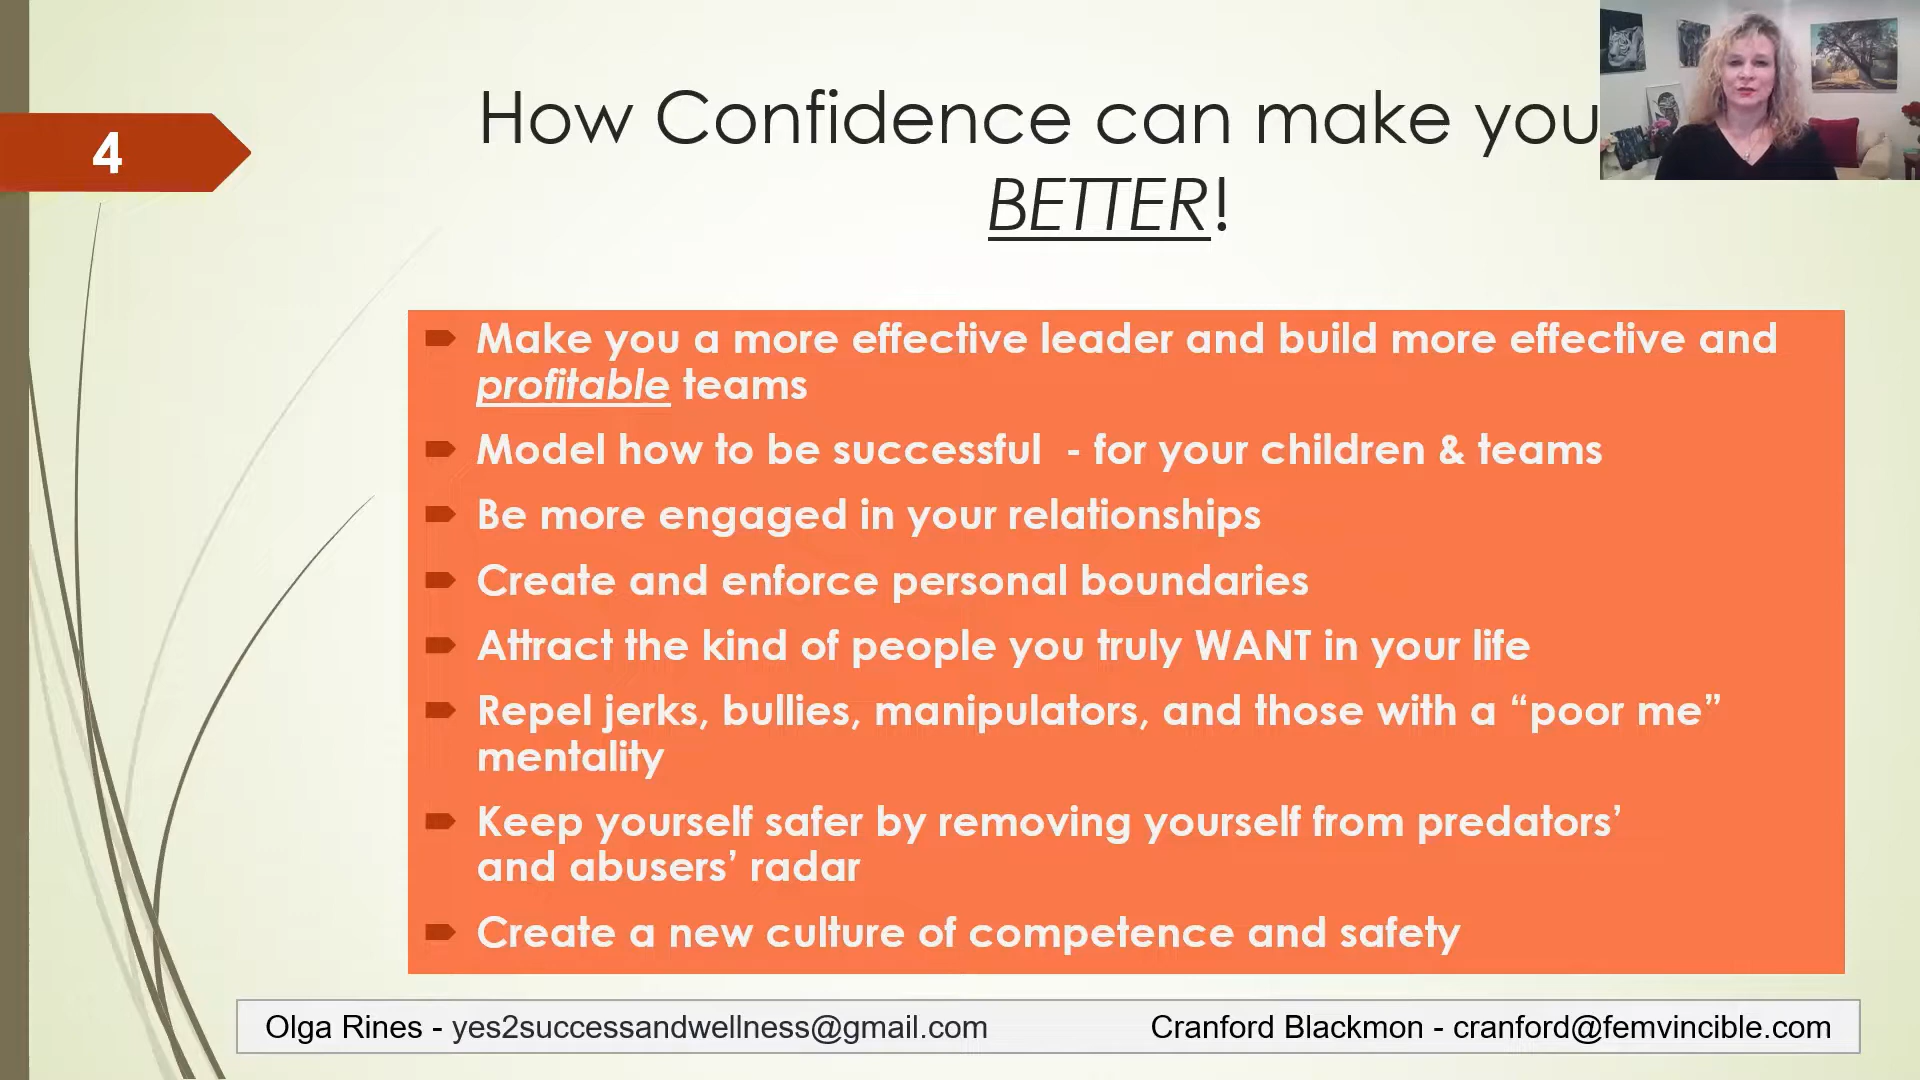 4
How Confidence can make you
BETTER!
Make you a more effective leader and build more effective and
profitable teams
Model how to be successful - for your children & teams
Be more engaged in your relationships
Create and enforce personal boundaries
Attract the kind of people you truly WANT in your life
Repel jerks, bullies, manipulators, and those with a “poor me”
mentality
Keep yourself safer by removing yourself from predators’
and abusers’ radar
Create a new culture of competence and safety
Olga Rines - yes2successandwellness@gmail.com Cranford Blackmon - cranford@femvincible.com